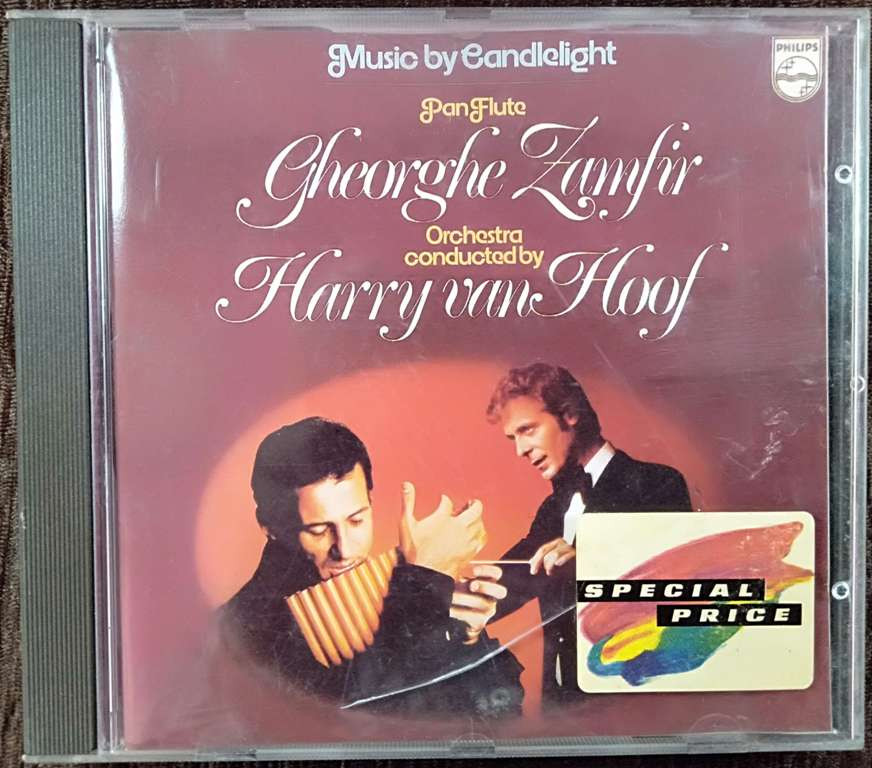 Music by Candlelight
PHILIPS
Pan Flute
Gheorghe Zamfir
Orchestra
conducted by
Harry van Hoof
SPECIAL
PRICE